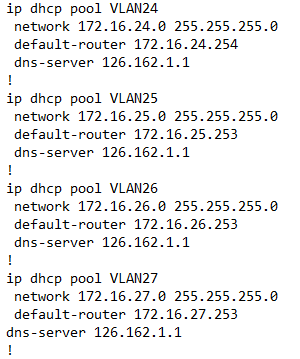 ip dhcp pool VLAN24
 network 172.16.24.0 255.255.255.0
 default-router 172.16.24.254
 dns-server 126.162.1.1
!
ip dhcp pool VLAN25
 network 172.16.25.0 255.255.255.0
 default-router 172.16.25.253
 dns-server 126.162.1.1
!
ip dhcp pool VLAN26
 network 172.16.26.0 255.255.255.0
 default-router 172.16.26.253
 dns-server 126.162.1.1
!
ip dhcp pool VLAN27
 network 172.16.27.0 255.255.255.0
 default-router 172.16.27.253
dns-server 126.162.1.1
!